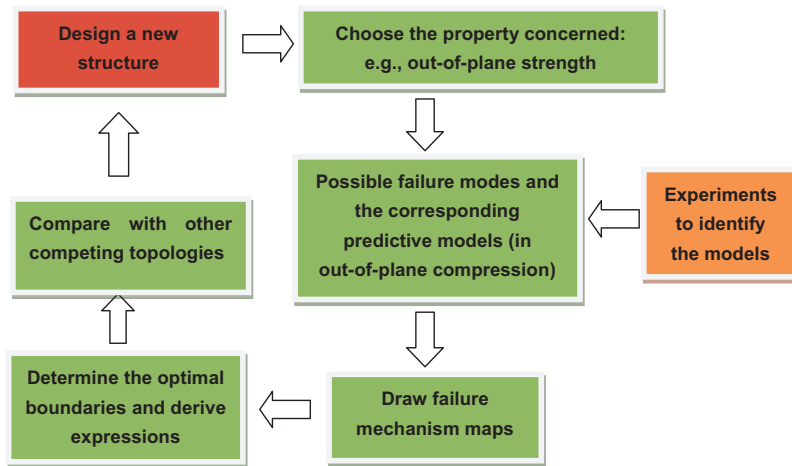 Design a new
structure
Choose the property concerned:
e.g., out-of-plane strength
Possible failure modes and
the corresponding
predictive models (in
out-of-plane compression)
Experiments
to identify
the models
Draw failure
mechanism maps
Determine the optimal
boundaries and derive
expressions
Compare with other
competing topologies